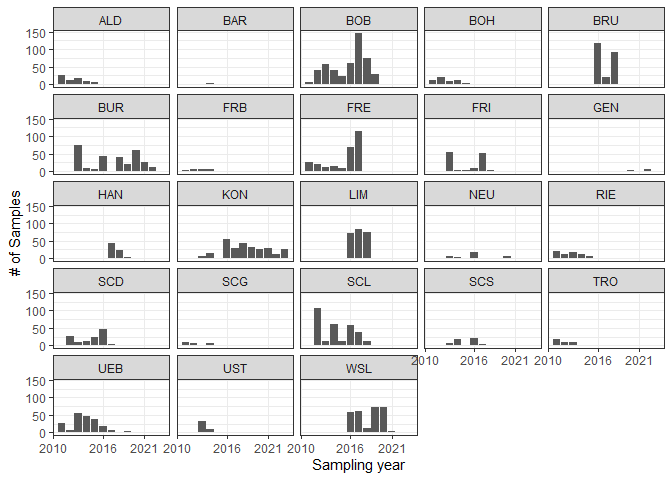 ALD BAR BOB BOH BRU
150
100
50
0
BUR FRB FRE FRI GEN
150
100
50
0
HAN KON LIM NEU RIE
150
100
50
0
SCD SCG SCL SCS TRO
150
100
50
0
2010 2016 2021 2010 2016 2021
UEB UST WSL
150
100
50
0
2010 2016 2021 2010 2016 2021 2010 2016 2021
Sampling year
# of Samples